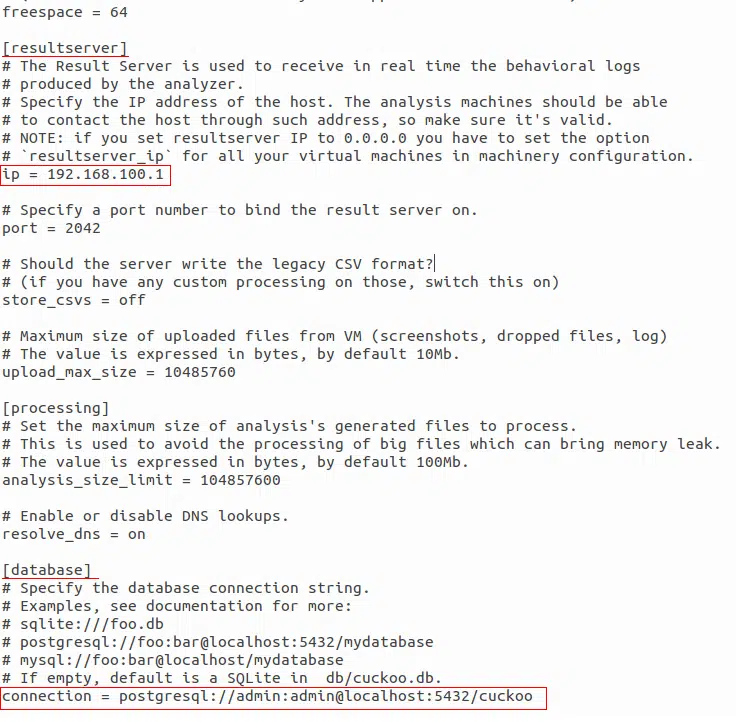 freespace = 64
[resultserver]
# The Result Server is used to receive in real time the behavioral logs
# produced by the analyzer.
# Specify the IP address of the host. The analysis machines should be able
# to contact the host through such address, so make sure it's valid.
# NOTE: if you set resultserver IP to 0.0.0.0 you have to set the option
# `resultserver_ip` for all your virtual machines in machinery configuration.
ip = 192.168.100.1
# Specify a port number to bind the result server on.
port = 2042
# Should the server write the legacy CSV format?
# (if you have any custom processing on those, switch this on)
store_csvs = off
# Maximum size of uploaded files from VM (screenshots, dropped files, log)
# The value is expressed in bytes, by default 10Mb.
upload_max_size = 10485760
[processing]
# Set the maximum size of analysis's generated files to process.
# This is used to avoid the processing of big files which can bring memory leak.
# The value is expressed in bytes, by default 100Mb.
analysis_size_limit = 104857600
# Enable or disable DNS lookups.
resolve_dns = on
[database]
# Specify the database connection string.
# Examples, see documentation for more:
# sqlite:///foo.db
# postgresql://foo:bar@localhost:5432/mydatabase
# mysql://foo:bar@localhost/mydatabase
# If empty, default is a SQLite in  db/cuckoo.db.
connection = postgresql://admin:admin@localhost:5432/cuckoo